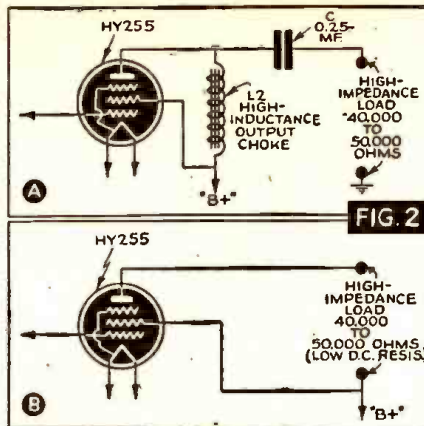 HY255
C
0.25-
MF.
L2
HIGH-
INDUCTANCE
OUTPUT
CHOKE
HIGH-
IMPEDANCE
LOAD
40,000
TO
50,000
OHMS
"B+"
A
FIG. 2
HY255
HIGH-
IMPEDANCE
LOAD
40,000
TO
50,000 OHMS
(LOW D.C. RESIS.)
B
"B+"